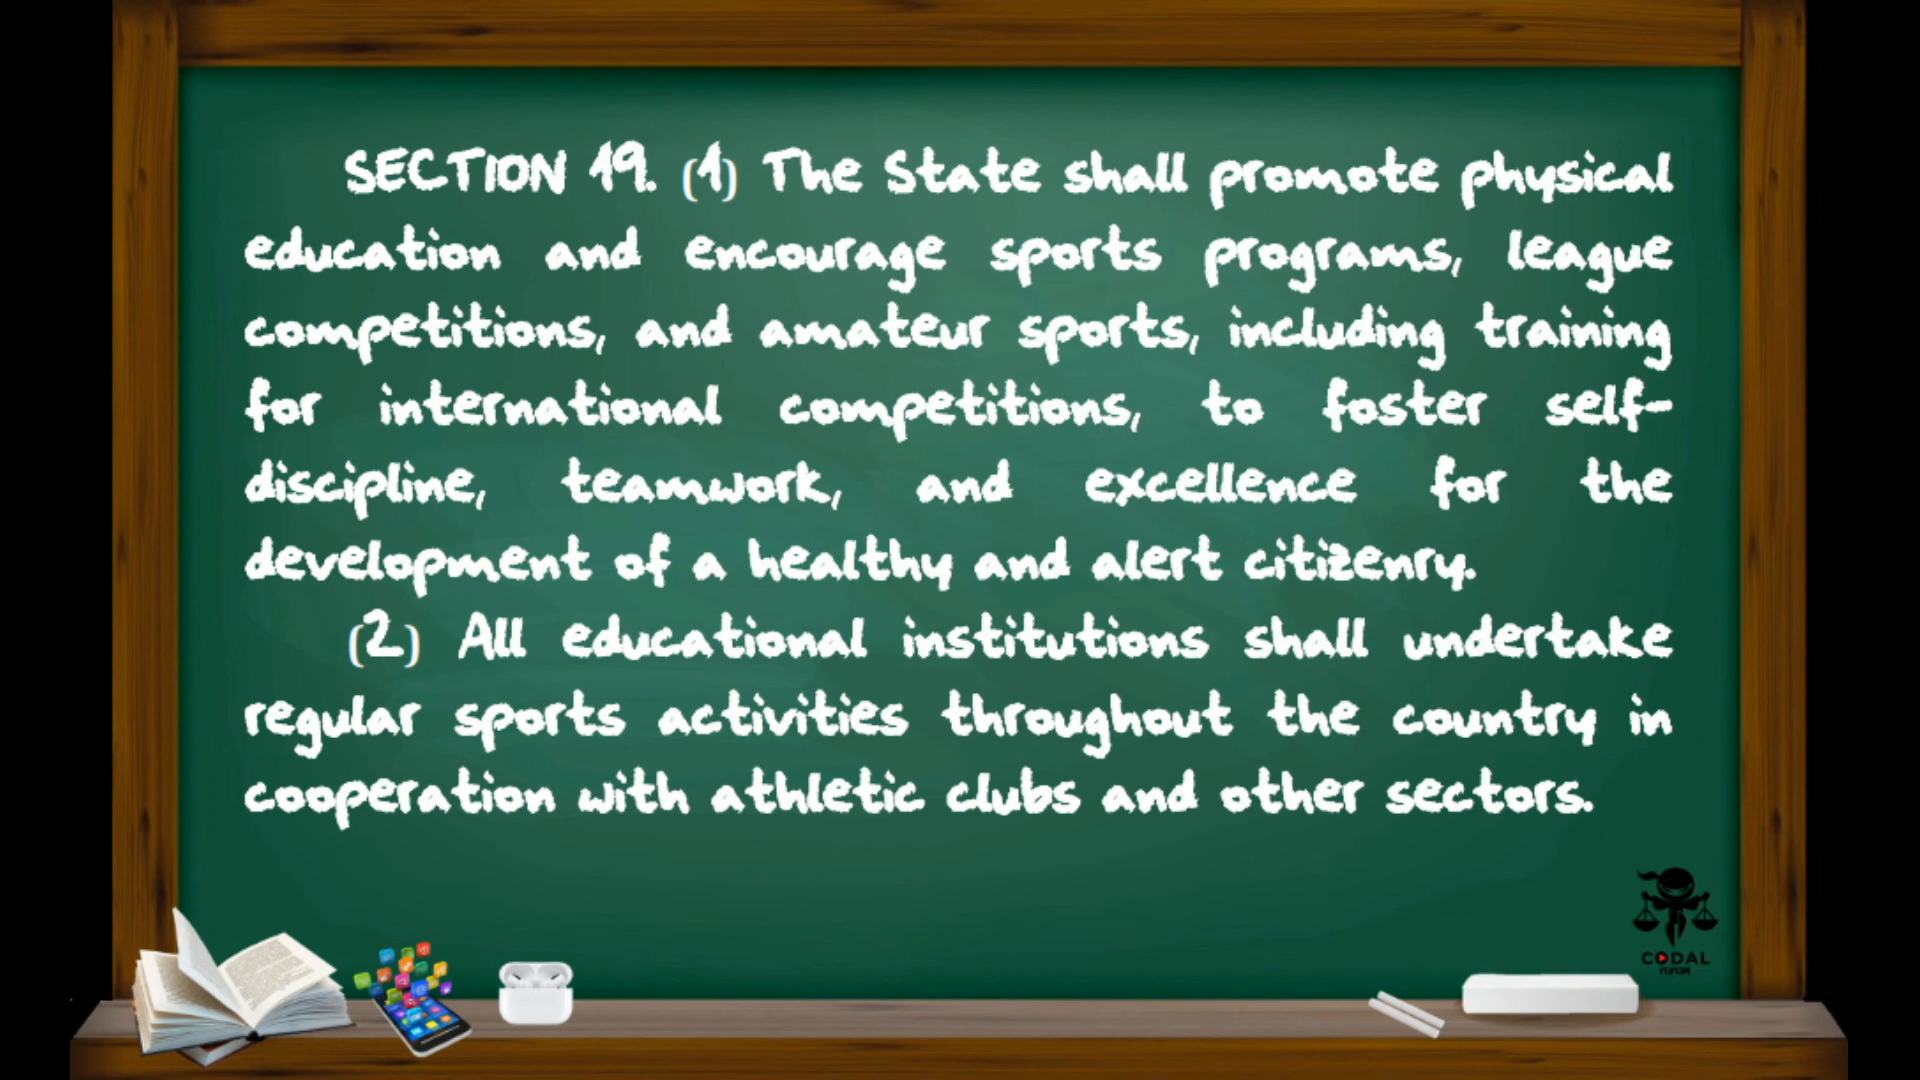 SECTION 19. (1) The State shall promote physical
education and encourage sports programs, league
competitions, and amateur sports, including training
for international competitions, to foster self-
discipline, teamwork, and excellence for the
development of a healthy and alert citizenry.
(2) All educational institutions shall undertake
regular sports activities throughout the country in
cooperation with athletic clubs and other sectors.
CODAL